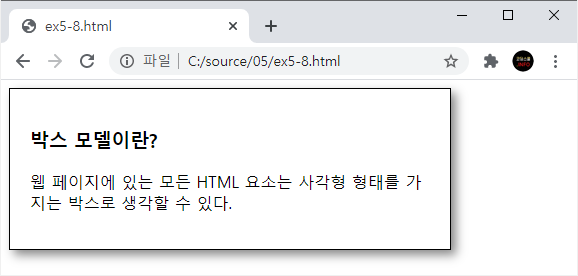 ex5-8.html
파일 C:/source/05/ex5-8.html
박스 모델이란?
웹 페이지에 있는 모든 HTML 요소는 사각형 형태를 가
지는 박스로 생각할 수 있다.